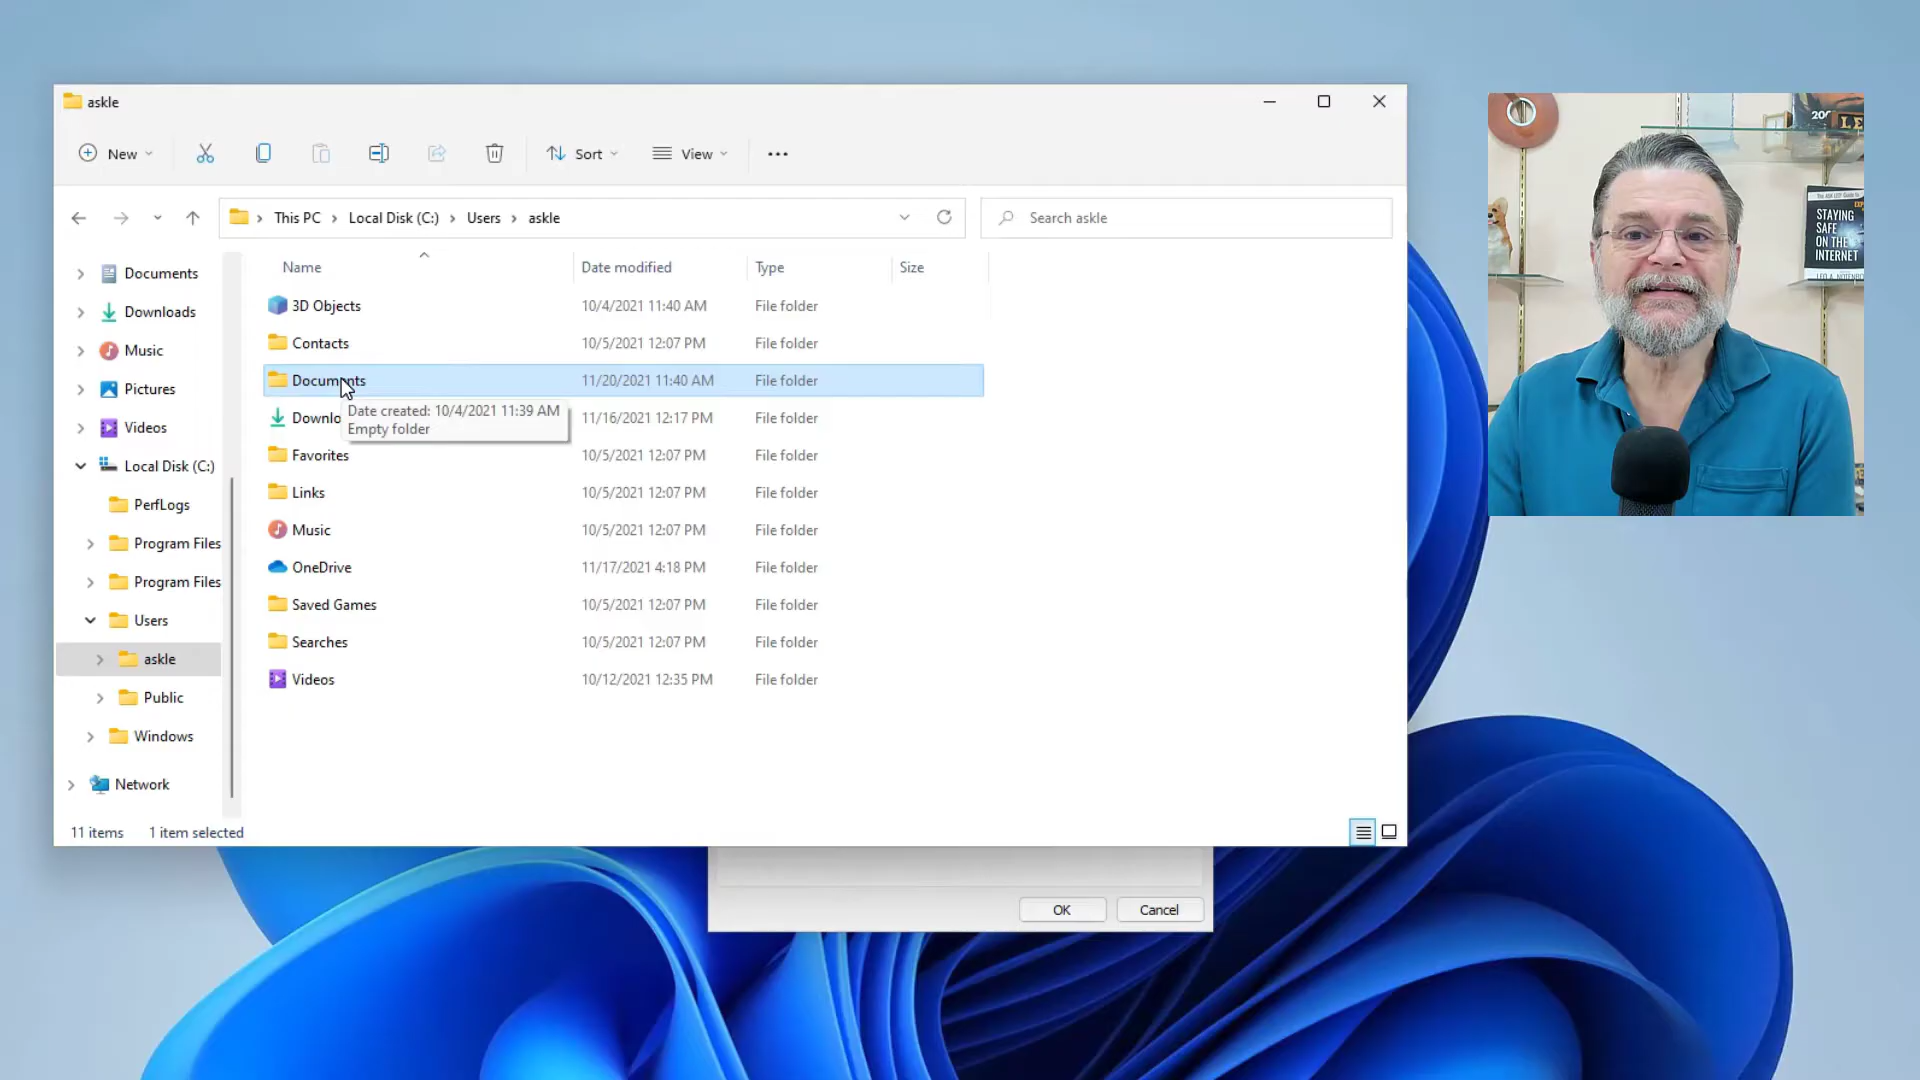 askle
New
Sort
View
This PC
Local Disk (C:)
Users
askle
Search askle
Documents
Downloads
Music
Pictures
Videos
Local Disk (C:)
PerfLogs
Program Files
Program Files
Users
askle
Public
Windows
Network
Name Date modified Type Size
3D Objects 10/4/2021 11:40 AM File folder
Contacts 10/5/2021 12:07 PM File folder
Documents 11/20/2021 11:40 AM File folder
Downlo 11/16/2021 12:17 PM File folder
Date created: 10/4/2021 11:39 AM
Empty folder
Favorites 10/5/2021 12:07 PM File folder
Links 10/5/2021 12:07 PM File folder
Music 10/5/2021 12:07 PM File folder
OneDrive 11/17/2021 4:18 PM File folder
Saved Games 10/5/2021 12:07 PM File folder
Searches 10/5/2021 12:07 PM File folder
Videos 10/12/2021 12:35 PM File folder
11 items 1 item selected
OK
Cancel
STAYING
SAFE
ON THE
INTERNET